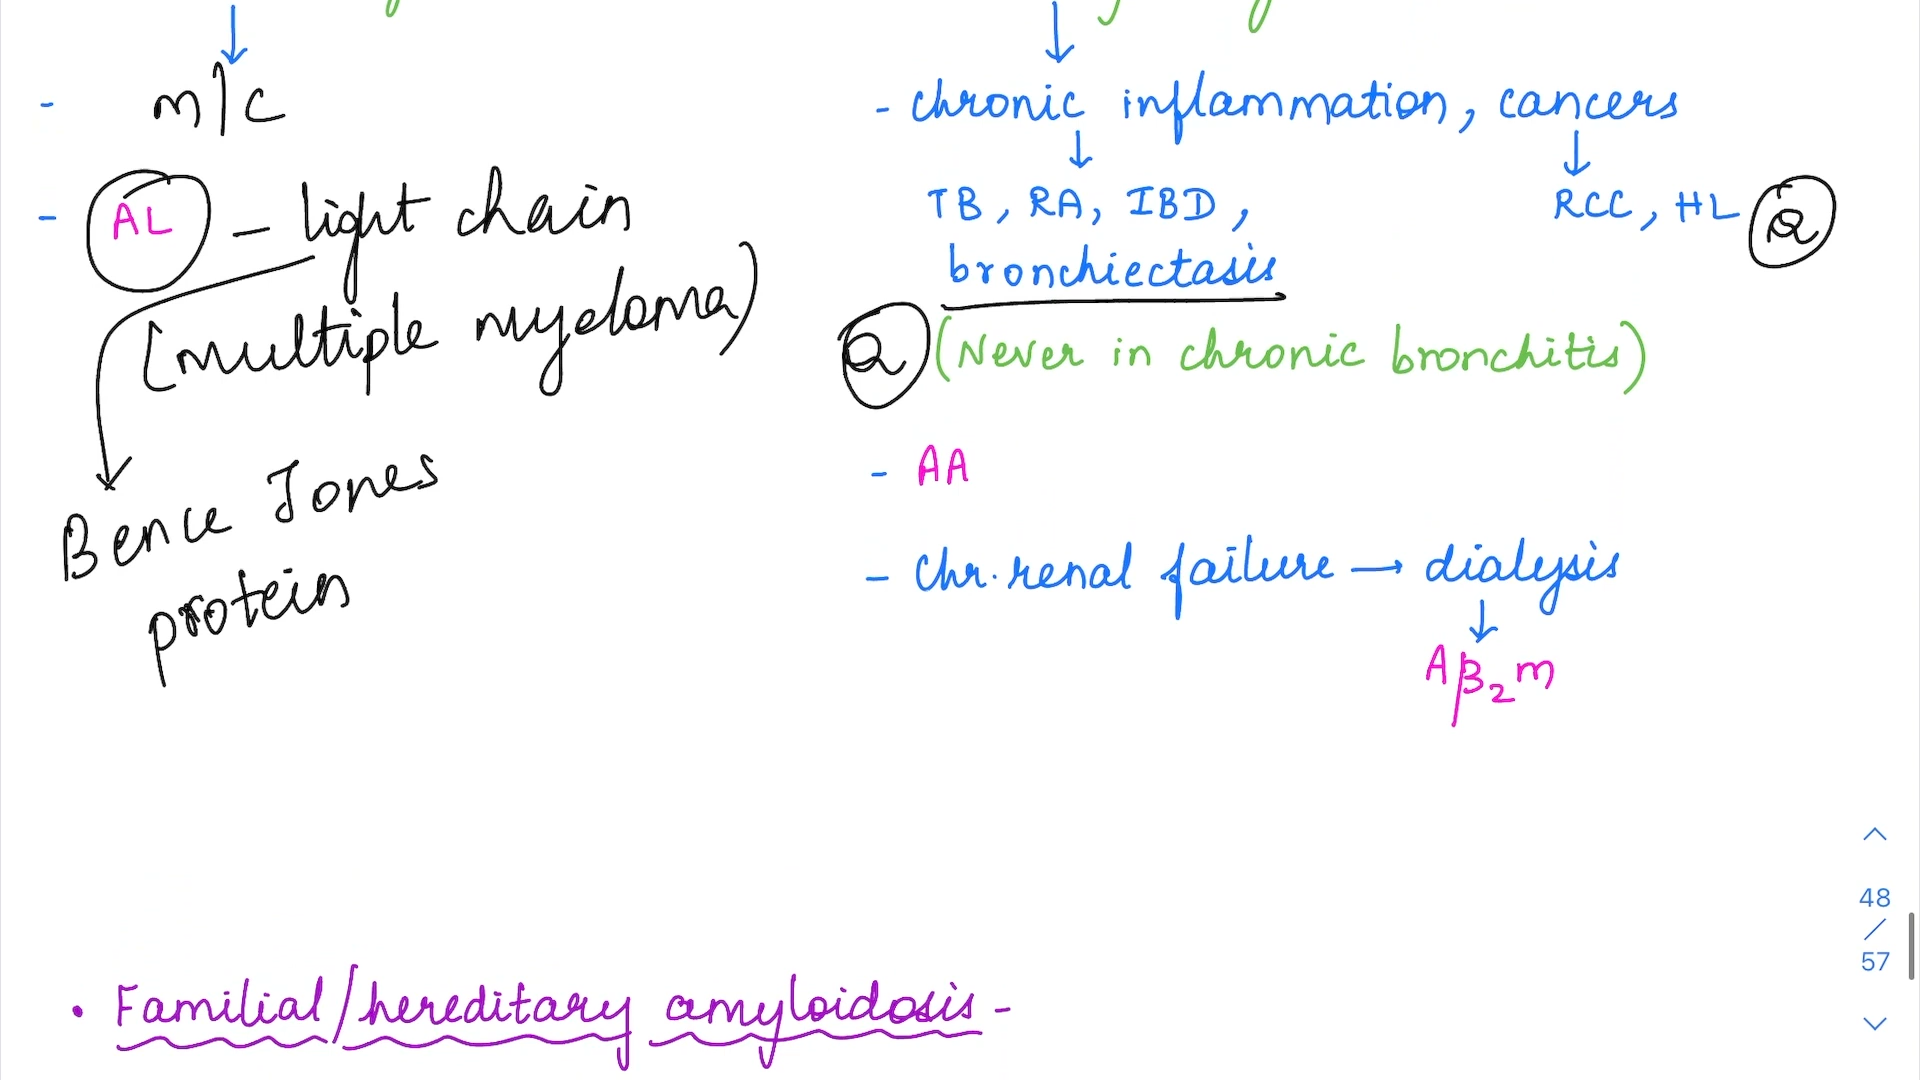 - m/c
- AL - light chain
(multiple myeloma)
Bence Jones
protein
- chronic inflammation, cancers
TB, RA, IBD,
bronchiectasis
RCC, HL Q
Q (Never in chronic bronchitis)
- AA
- Chr. renal failure → dialysis
Aβ₂m
• Familial/hereditary amyloidosis -
48
/
57